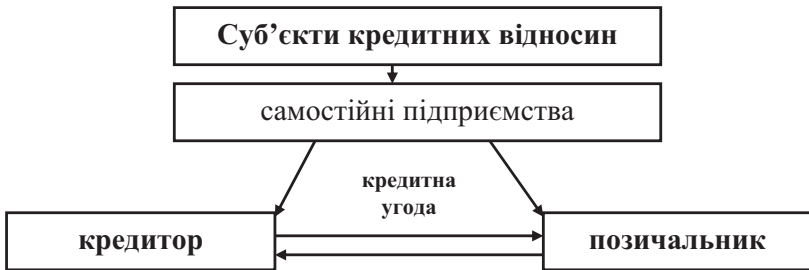 Суб’єкти кредитних відносин
самостійні підприємства
кредитна
угода
кредитор
позичальник